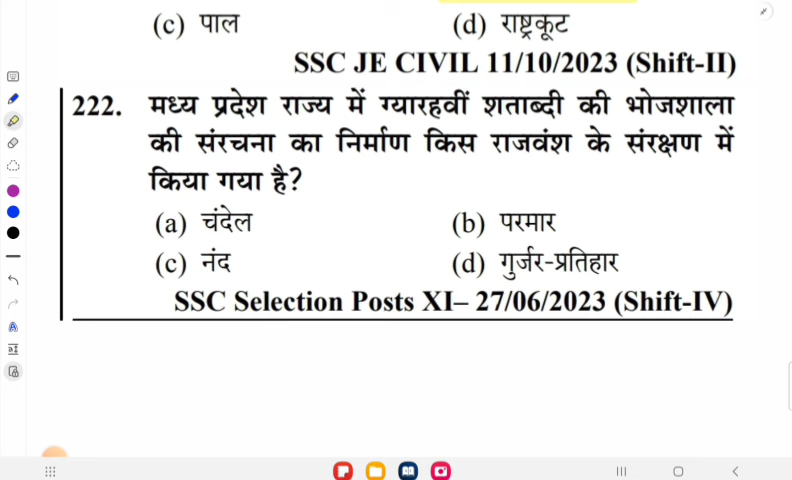 (c) पाल (d) राष्ट्रकूट
SSC JE CIVIL 11/10/2023 (Shift-II)
222. मध्य प्रदेश राज्य में ग्यारहवीं शताब्दी की भोजशाला
की संरचना का निर्माण किस राजवंश के संरक्षण में
किया गया है?
(a) चंदेल (b) परमार
(c) नंद (d) गुर्जर-प्रतिहार
SSC Selection Posts XI– 27/06/2023 (Shift-IV)